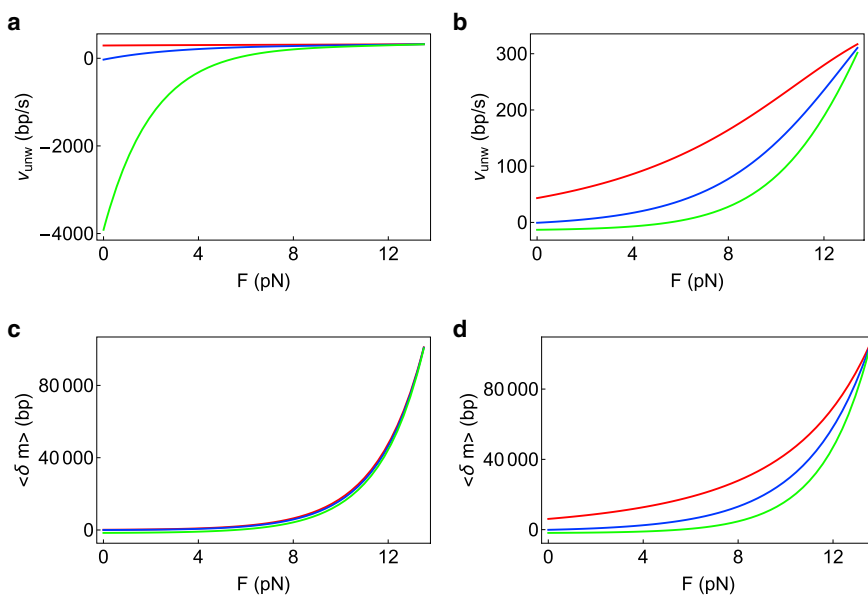 a
v_unw (bp/s)
0
−2000
−4000
0 4 8 12
F (pN)
b
v_unw (bp/s)
300
200
100
0
0 4 8 12
F (pN)
c
<δ m> (bp)
80 000
40 000
0
0 4 8 12
F (pN)
d
<δ m> (bp)
80 000
40 000
0
0 4 8 12
F (pN)